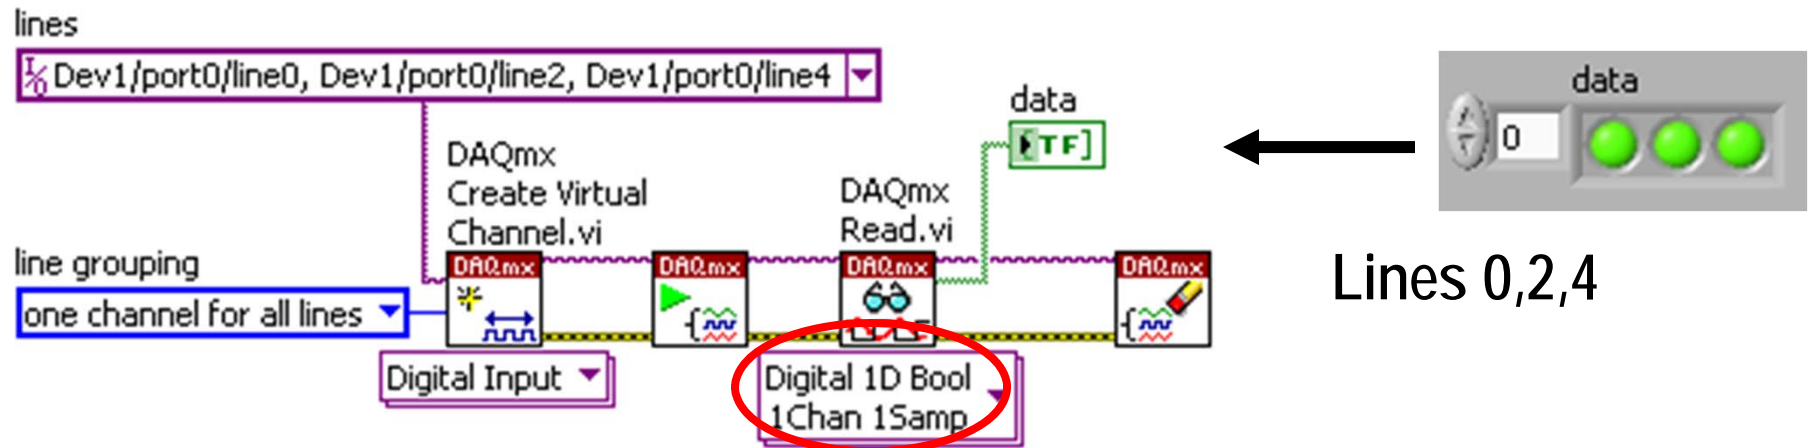 lines
I/O Dev1/port0/line0, Dev1/port0/line2, Dev1/port0/line4
data
[TF]
DAQmx
Create Virtual
Channel.vi
DAQmx
Read.vi
line grouping
one channel for all lines
DAQmx
DAQmx
DAQmx
DAQmx
Digital Input
Digital 1D Bool
1Chan 1Samp
data
0
Lines 0,2,4